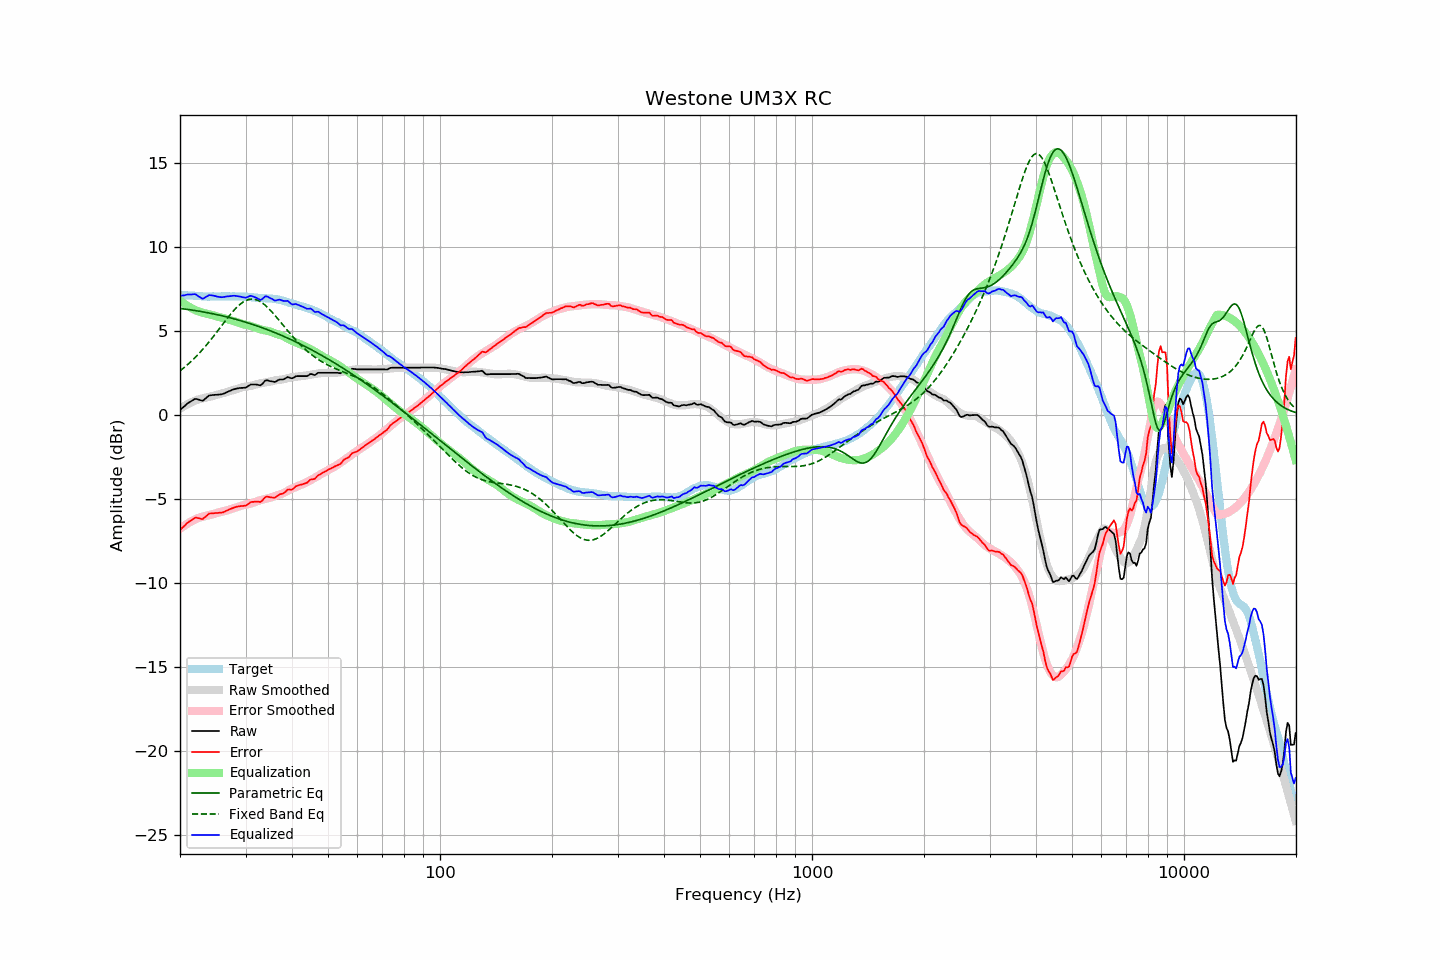 Westone UM3X RC
Amplitude (dBr)
15
10
5
0
−5
−10
−15
−20
−25
Target
Raw Smoothed
Error Smoothed
Raw
Error
Equalization
Parametric Eq
Fixed Band Eq
Equalized
100
1000
10000
Frequency (Hz)